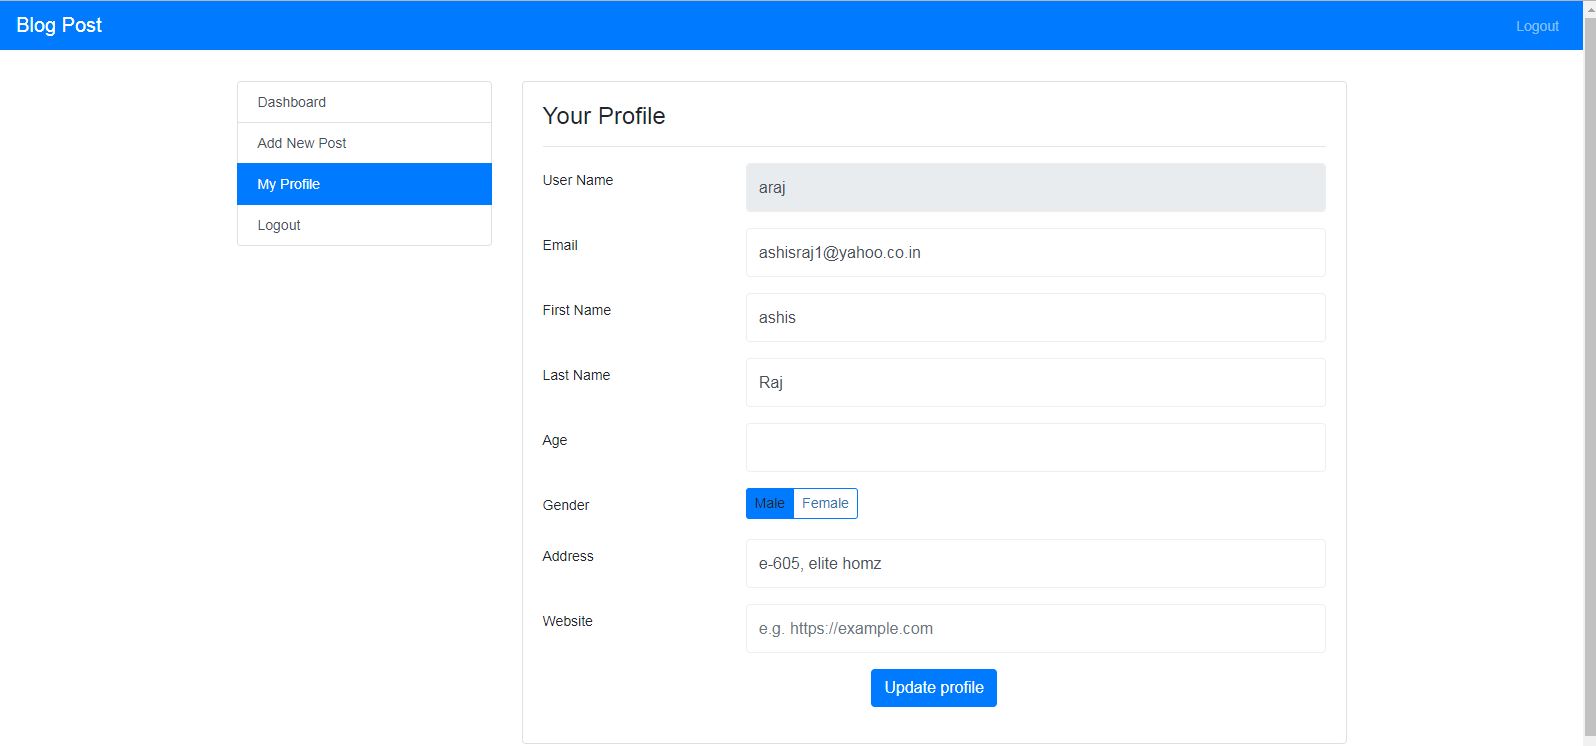 Blog Post
Logout
Dashboard
Add New Post
My Profile
Logout
Your Profile
User Name
araj
Email
ashisraj1@yahoo.co.in
First Name
ashis
Last Name
Raj
Age
Gender
Male Female
Address
e-605, elite homz
Website
e.g. https://example.com
Update profile